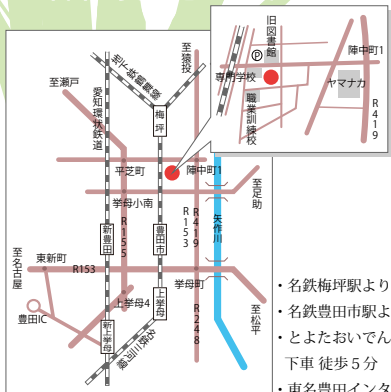 旧図書館
Ⓟ
陣中町1
専門学校
ヤマナカ
職業訓練校
R419
地下鉄鶴舞線
至猿投
至瀬戸
愛知環状鉄道
梅坪
平芝町
陣中町1
挙母小南
至足助
R155
R153
R419
矢作川
新豊田
豊田市
至名古屋
東新町
R153
挙母町
上挙母4
上挙母
豊田IC
R248
至松平
新上挙母
名鉄三河線
・名鉄梅坪駅より
・名鉄豊田市駅よ
・とよたおいでん
下車 徒歩5分
・東名豊田インタ